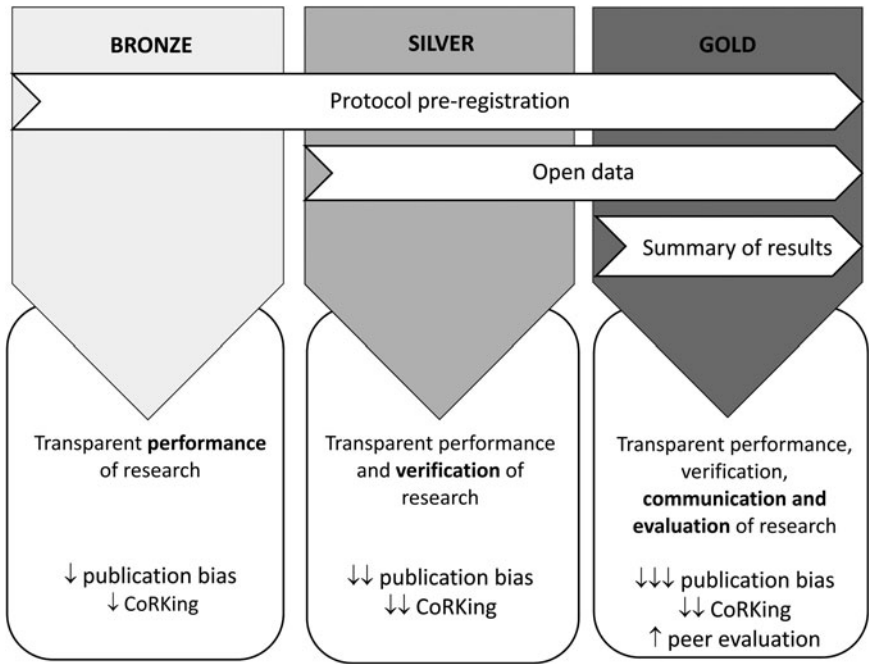 BRONZE
SILVER
GOLD
Protocol pre-registration
Open data
Summary of results
Transparent performance
of research
↓ publication bias
↓ CoRKing
Transparent performance
and verification of
research
↓↓ publication bias
↓↓ CoRKing
Transparent performance,
verification,
communication and
evaluation of research
↓↓↓ publication bias
↓↓ CoRKing
↑ peer evaluation